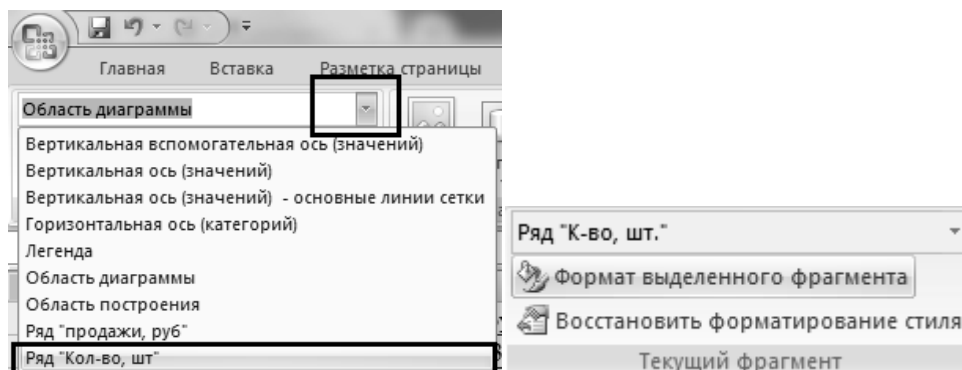 Главная Вставка Разметка страницы
Область диаграммы
Вертикальная вспомогательная ось (значений)
Вертикальная ось (значений)
Вертикальная ось (значений) - основные линии сетки
Горизонтальная ось (категорий)
Легенда
Область диаграммы
Область построения
Ряд "продажи, руб"
Ряд "Кол-во, шт"
Ряд "К-во, шт."
Формат выделенного фрагмента
Восстановить форматирование стиля
Текущий фрагмент